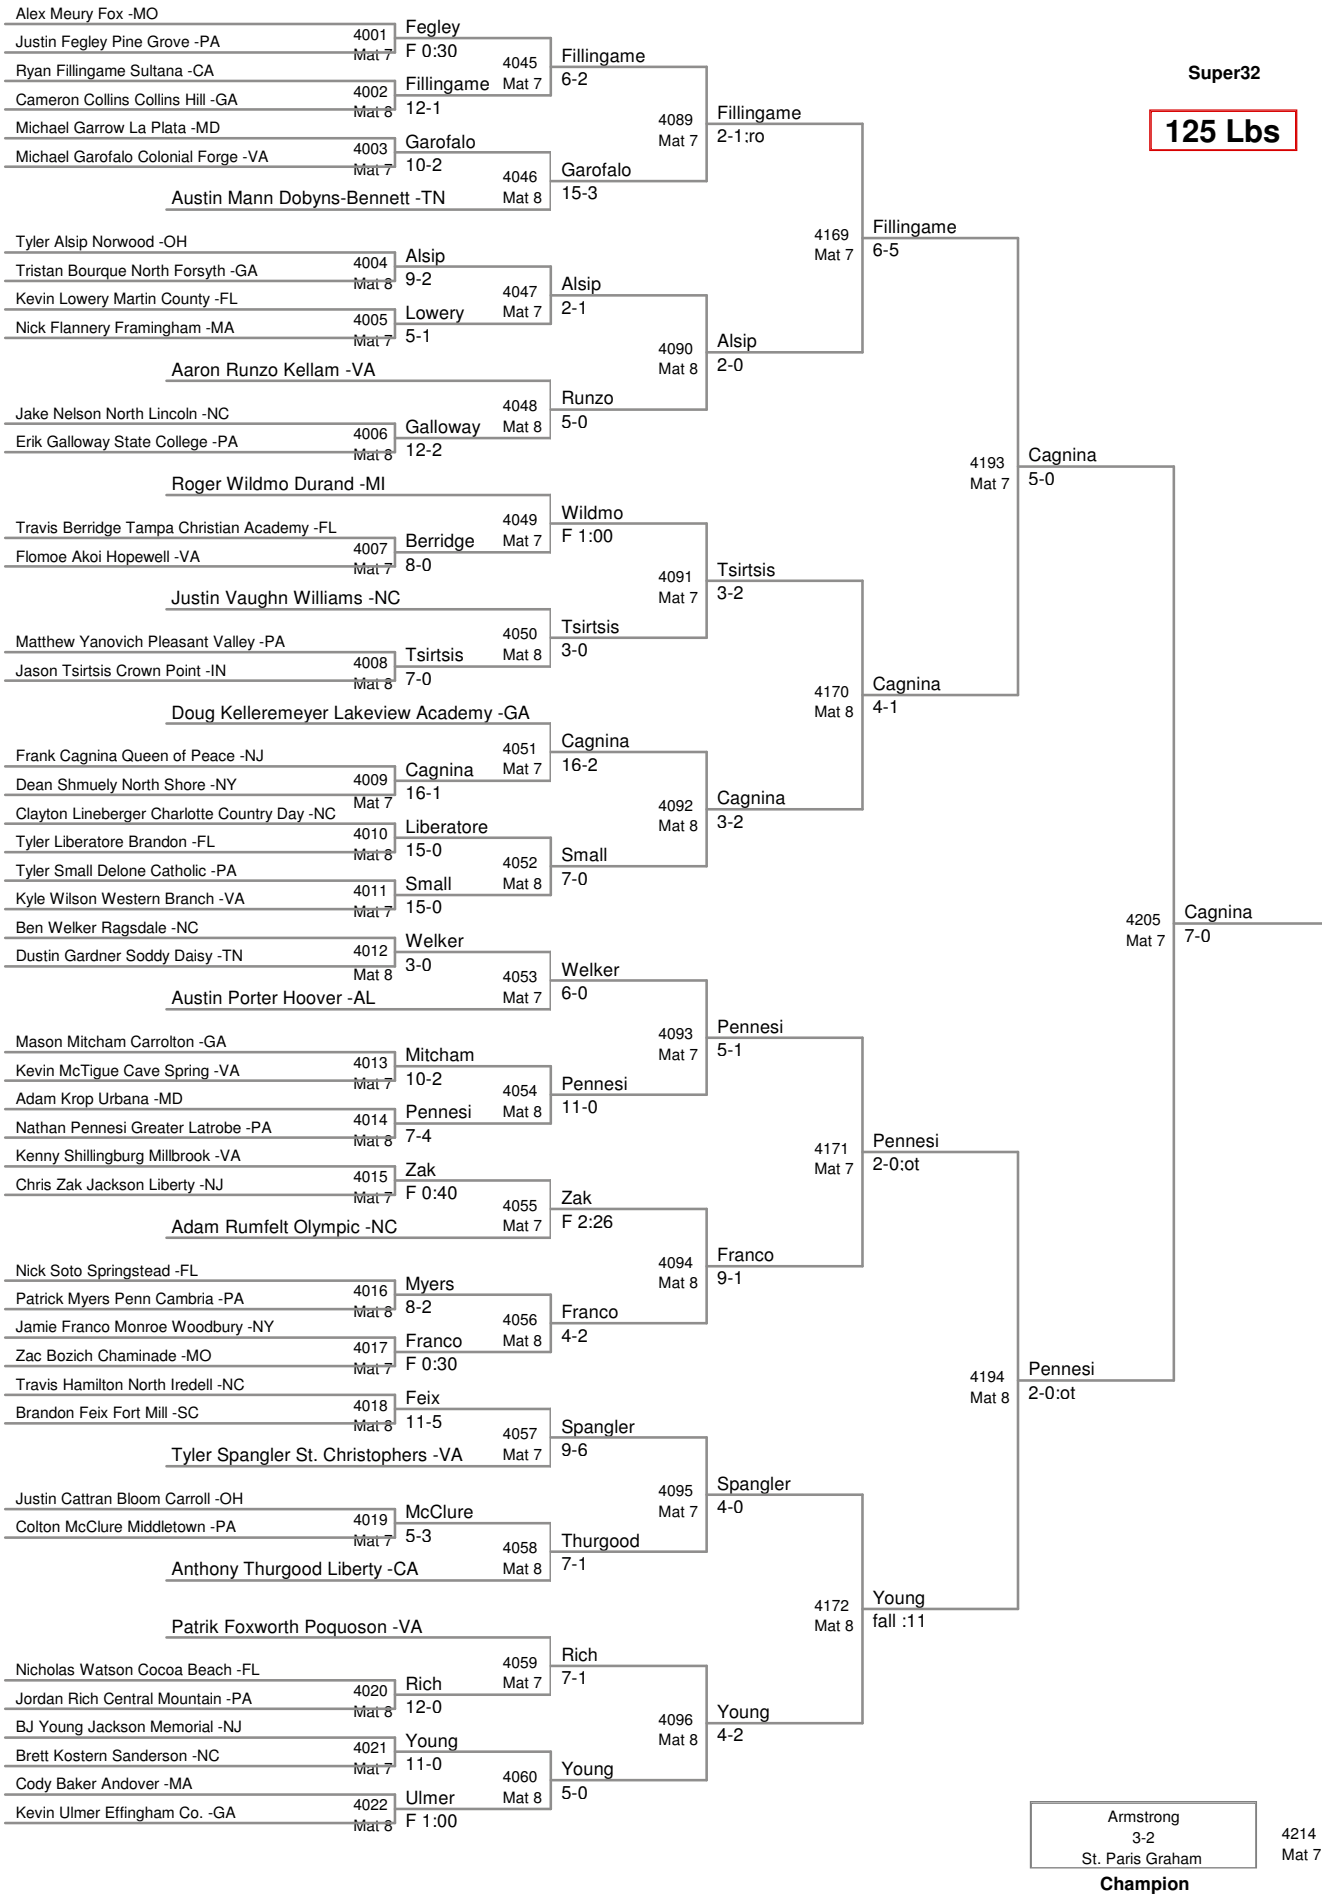 Alex Meury Fox -MO
4001 Fegley
Justin Fegley Pine Grove -PA
Mat 7 F 0:30
4045 Fillingame
Ryan Fillingame Sultana -CA
Mat 7 6-2
4002 Fillingame
Cameron Collins Collins Hill -GA
Mat 8 12-1
4089 Fillingame
Mat 7 2-1:ro
Michael Garrow La Plata -MD
4003 Garofalo
Michael Garofalo Colonial Forge -VA
Mat 7 10-2
4046 Garofalo
Mat 8 15-3
Austin Mann Dobyns-Bennett -TN
4169 Fillingame
Mat 7 6-5
Tyler Alsip Norwood -OH
4004 Alsip
Tristan Bourque North Forsyth -GA
Mat 8 9-2
4047 Alsip
Mat 7 2-1
Kevin Lowery Martin County -FL
4005 Lowery
Nick Flannery Framingham -MA
Mat 7 5-1
4090 Alsip
Mat 8 2-0
Aaron Runzo Kellam -VA
4048 Runzo
Mat 8 5-0
Jake Nelson North Lincoln -NC
4006 Galloway
Erik Galloway State College -PA
Mat 8 12-2
4193 Cagnina
Mat 7 5-0
Roger Wildmo Durand -MI
4049 Wildmo
Mat 7 F 1:00
Travis Berridge Tampa Christian Academy -FL
4007 Berridge
Flomoe Akoi Hopewell -VA
Mat 7 8-0
4091 Tsirtsis
Mat 7 3-2
Justin Vaughn Williams -NC
4050 Tsirtsis
Mat 8 3-0
Matthew Yanovich Pleasant Valley -PA
4008 Tsirtsis
Jason Tsirtsis Crown Point -IN
Mat 8 7-0
4170 Cagnina
Mat 8 4-1
Doug Kelleremeyer Lakeview Academy -GA
4051 Cagnina
Mat 7 16-2
Frank Cagnina Queen of Peace -NJ
4009 Cagnina
Dean Shmuely North Shore -NY
Mat 7 16-1
4092 Cagnina
Mat 8 3-2
Clayton Lineberger Charlotte Country Day -NC
4010 Liberatore
Tyler Liberatore Brandon -FL
Mat 8 15-0
4052 Small
Mat 8 7-0
Tyler Small Delone Catholic -PA
4011 Small
Kyle Wilson Western Branch -VA
Mat 7 15-0
4205 Cagnina
Mat 7 7-0
Ben Welker Ragsdale -NC
4012 Welker
Dustin Gardner Soddy Daisy -TN
Mat 8 3-0
4053 Welker
Mat 7 6-0
Austin Porter Hoover -AL
4093 Pennesi
Mat 7 5-1
Mason Mitcham Carrolton -GA
4013 Mitcham
Kevin McTigue Cave Spring -VA
Mat 7 10-2
4054 Pennesi
Mat 8 11-0
Adam Krop Urbana -MD
4014 Pennesi
Nathan Pennesi Greater Latrobe -PA
Mat 8 7-4
4171 Pennesi
Mat 7 2-0:ot
Kenny Shillingburg Millbrook -VA
4015 Zak
Chris Zak Jackson Liberty -NJ
Mat 7 F 0:40
4055 Zak
Mat 7 F 2:26
Adam Rumfelt Olympic -NC
4094 Franco
Mat 8 9-1
Nick Soto Springstead -FL
4016 Myers
Patrick Myers Penn Cambria -PA
Mat 8 8-2
4056 Franco
Mat 8 4-2
Jamie Franco Monroe Woodbury -NY
4017 Franco
Zac Bozich Chaminade -MO
Mat 7 F 0:30
4194 Pennesi
Mat 8 2-0:ot
Travis Hamilton North Iredell -NC
4018 Feix
Brandon Feix Fort Mill -SC
Mat 8 11-5
4057 Spangler
Mat 7 9-6
Tyler Spangler St. Christophers -VA
4095 Spangler
Mat 7 4-0
Justin Cattran Bloom Carroll -OH
4019 McClure
Colton McClure Middletown -PA
Mat 7 5-3
4058 Thurgood
Mat 8 7-1
Anthony Thurgood Liberty -CA
4172 Young
Mat 8 fall :11
Patrik Foxworth Poquoson -VA
4059 Rich
Mat 7 7-1
Nicholas Watson Cocoa Beach -FL
4020 Rich
Jordan Rich Central Mountain -PA
Mat 8 12-0
4096 Young
Mat 8 4-2
BJ Young Jackson Memorial -NJ
4021 Young
Brett Kostern Sanderson -NC
Mat 7 11-0
4060 Young
Mat 8 5-0
Cody Baker Andover -MA
4022 Ulmer
Kevin Ulmer Effingham Co. -GA
Mat 8 F 1:00
Super32
125 Lbs
Armstrong
3-2
St. Paris Graham
Champion
4214
Mat 7